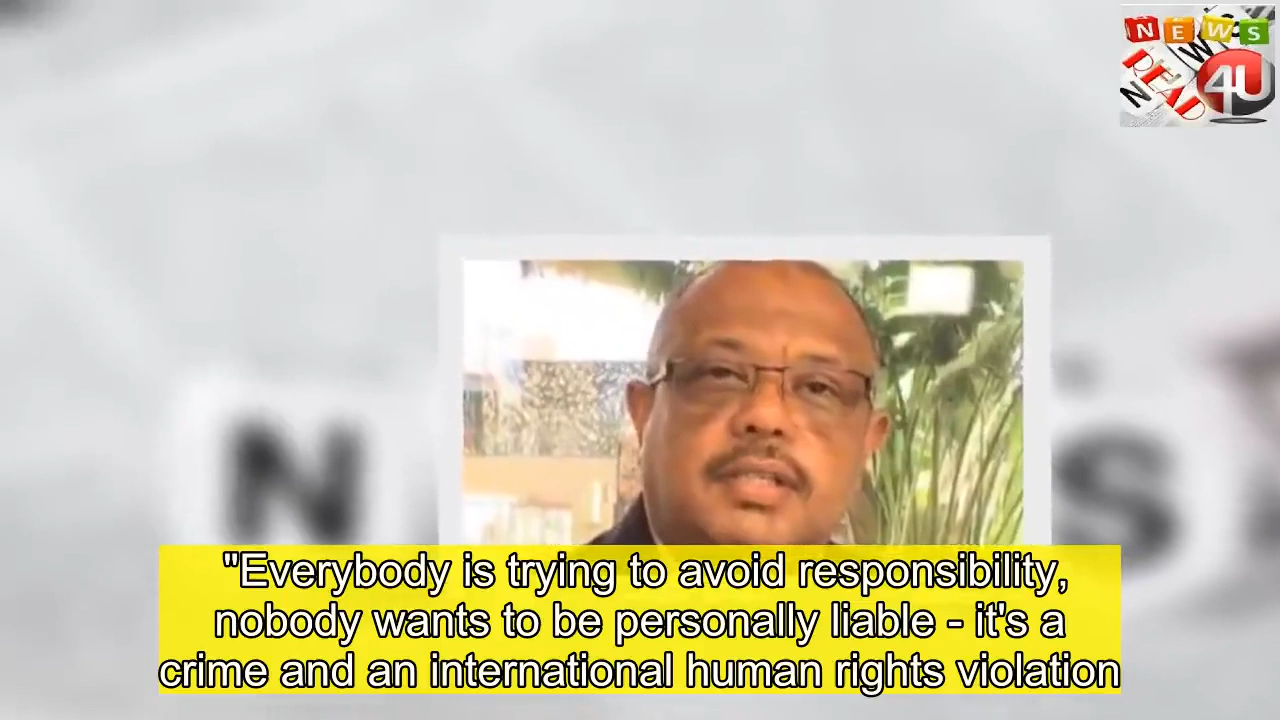 NEWS
READ
4U
N
S
"Everybody is trying to avoid responsibility,
nobody wants to be personally liable - it's a
crime and an international human rights violation